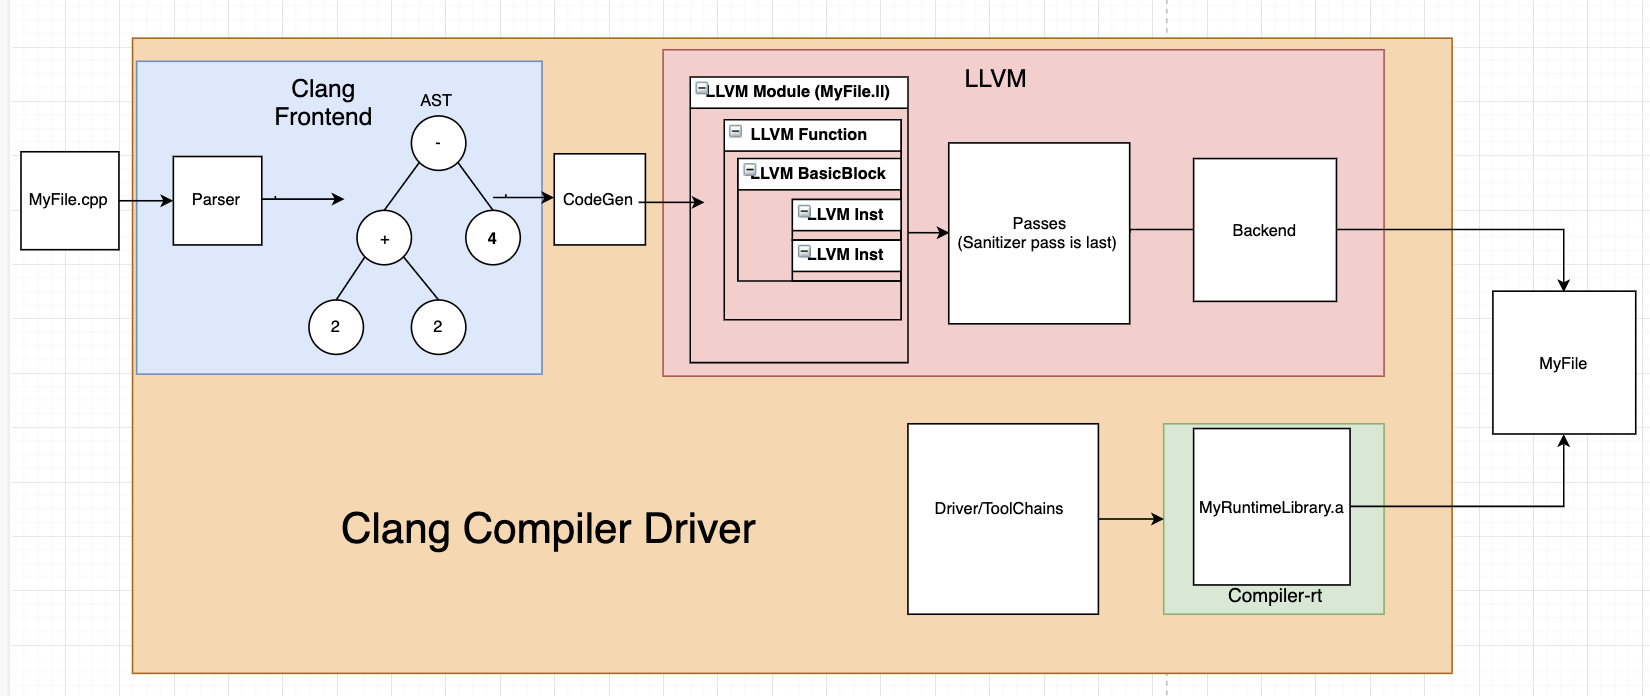 Clang
Frontend
AST
-
+
4
2
2
MyFile.cpp
Parser
CodeGen
LLVM
LLVM Module (MyFile.ll)
LLVM Function
LLVM BasicBlock
LLVM Inst
LLVM Inst
Passes
(Sanitizer pass is last)
Backend
MyFile
Clang Compiler Driver
Driver/ToolChains
MyRuntimeLibrary.a
Compiler-rt